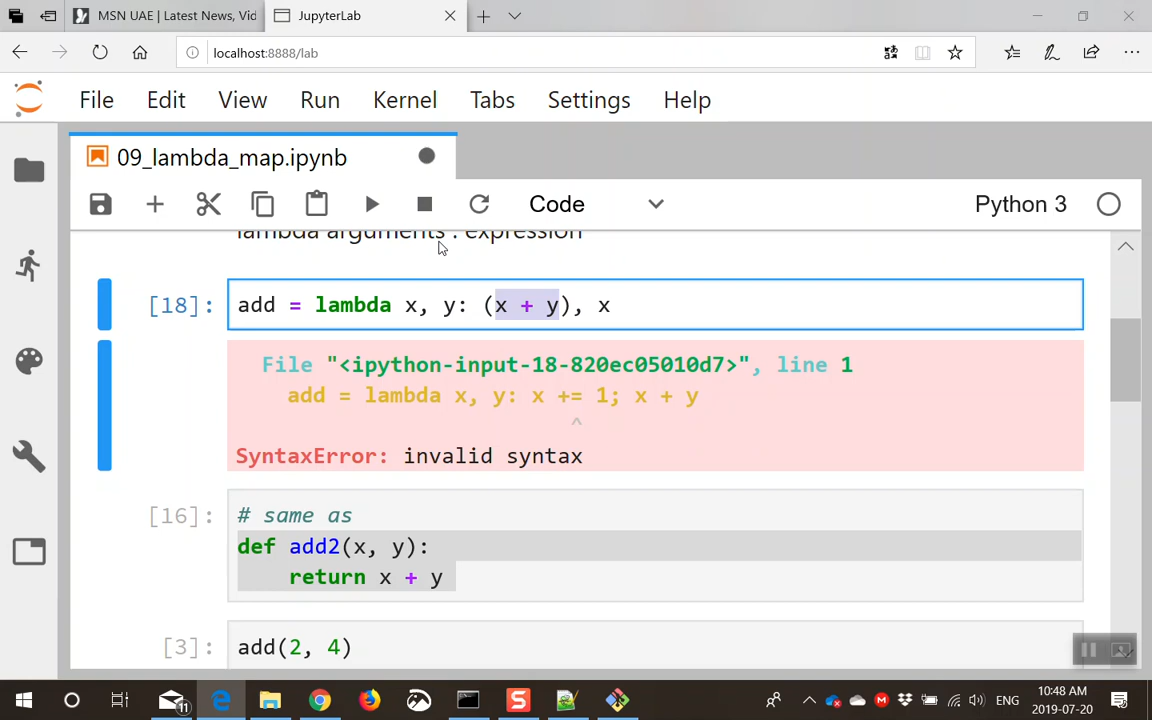 MSN UAE | Latest News, Vid
JupyterLab
localhost:8888/lab
File Edit View Run Kernel Tabs Settings Help
09_lambda_map.ipynb
Code
Python 3
lambda arguments : expression
[18]: add = lambda x, y: (x + y), x
File "<ipython-input-18-820ec05010d7>", line 1
add = lambda x, y: x += 1; x + y
^
SyntaxError: invalid syntax
[16]: # same as
def add2(x, y):
return x + y
[3]: add(2, 4)
11
ENG
10:48 AM
2019-07-20